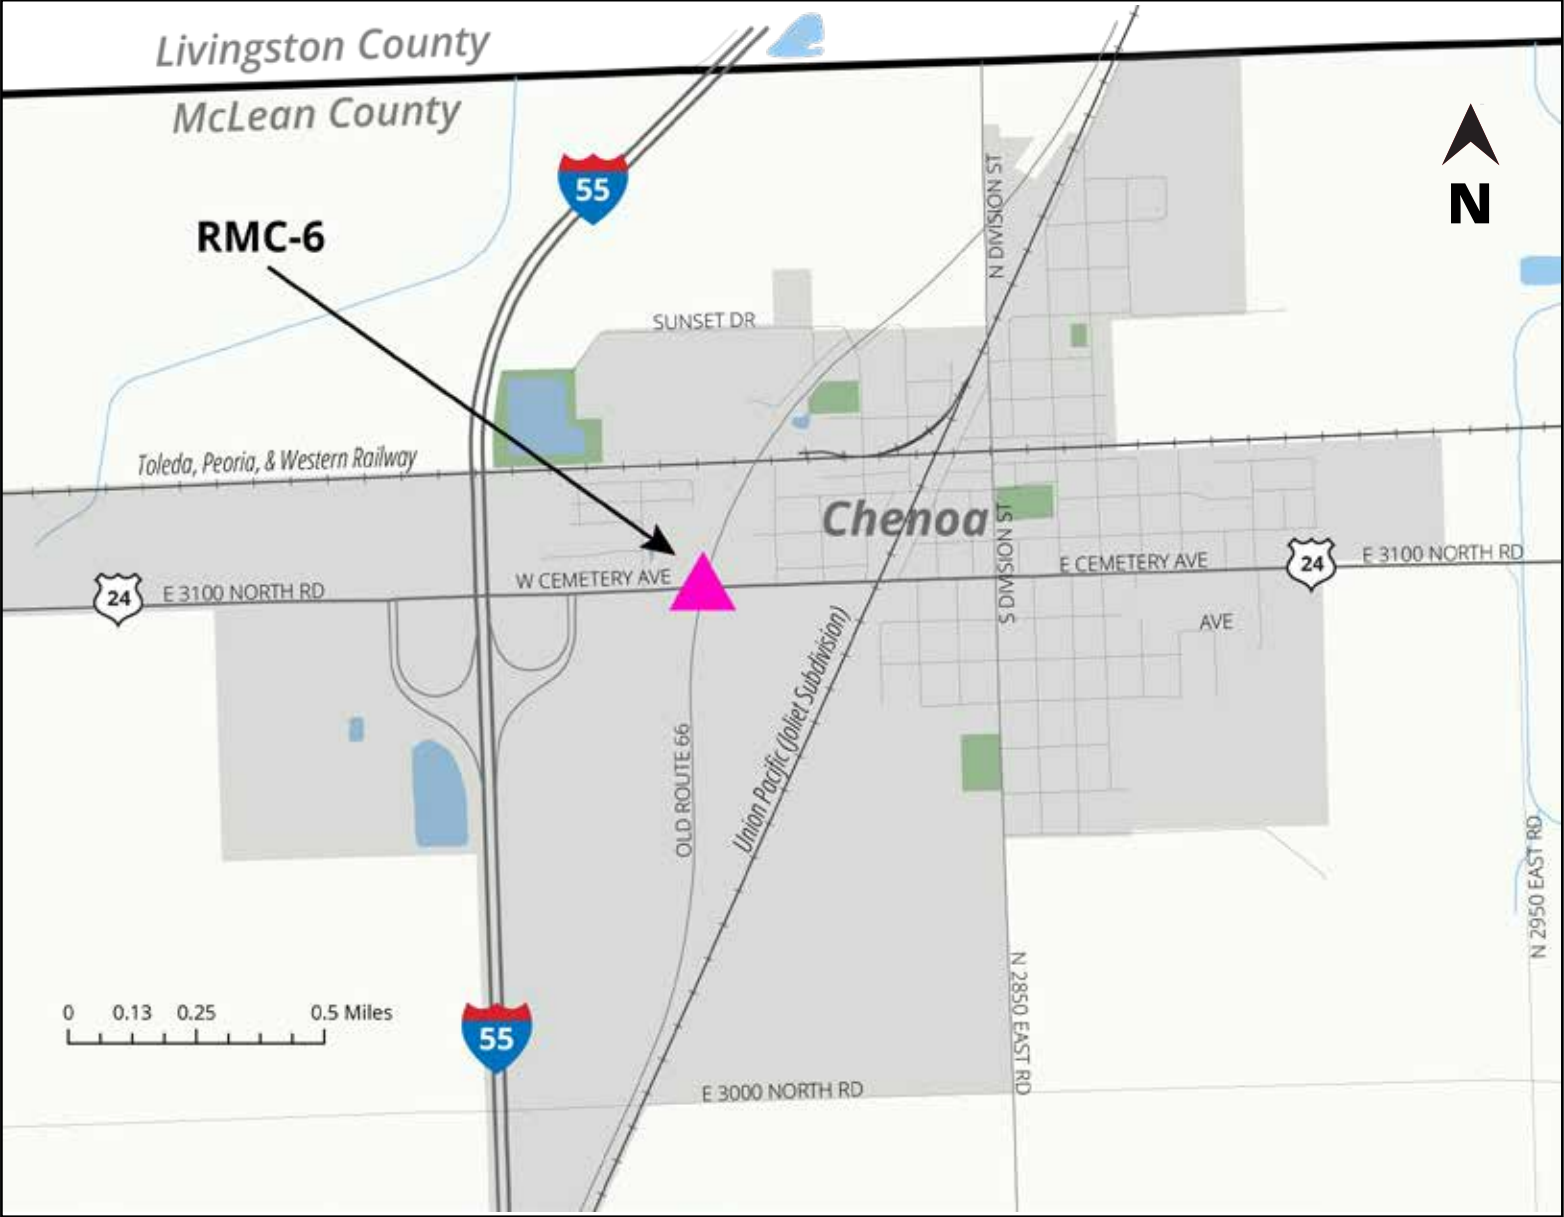 Livingston County
McLean County
55
N
RMC-6
N DIVISION ST
SUNSET DR
Toleda, Peoria, & Western Railway
Chenoa
S DIVISION ST
E 3100 NORTH RD
24
E CEMETERY AVE
W CEMETERY AVE
24
E 3100 NORTH RD
AVE
Union Pacific (Joliet Subdivision)
OLD ROUTE 66
N 2950 EAST RD
N 2850 EAST RD
0 0.13 0.25 0.5 Miles
55
E 3000 NORTH RD